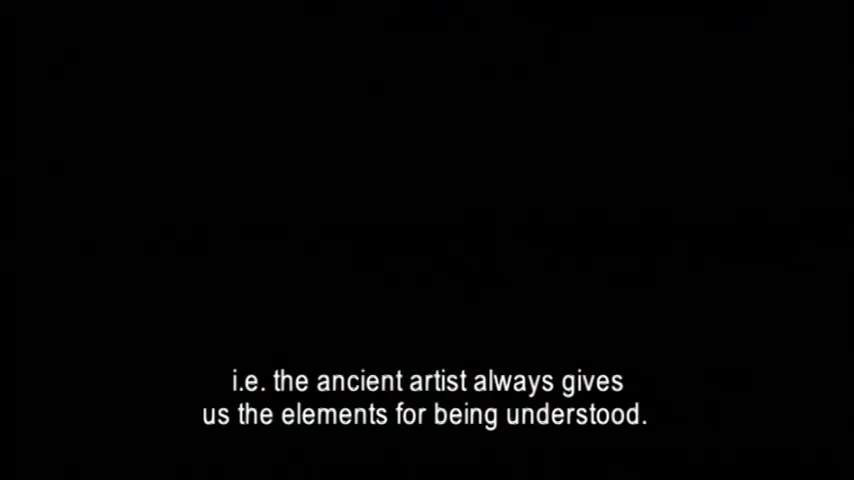 i.e. the ancient artist always gives
us the elements for being understood.